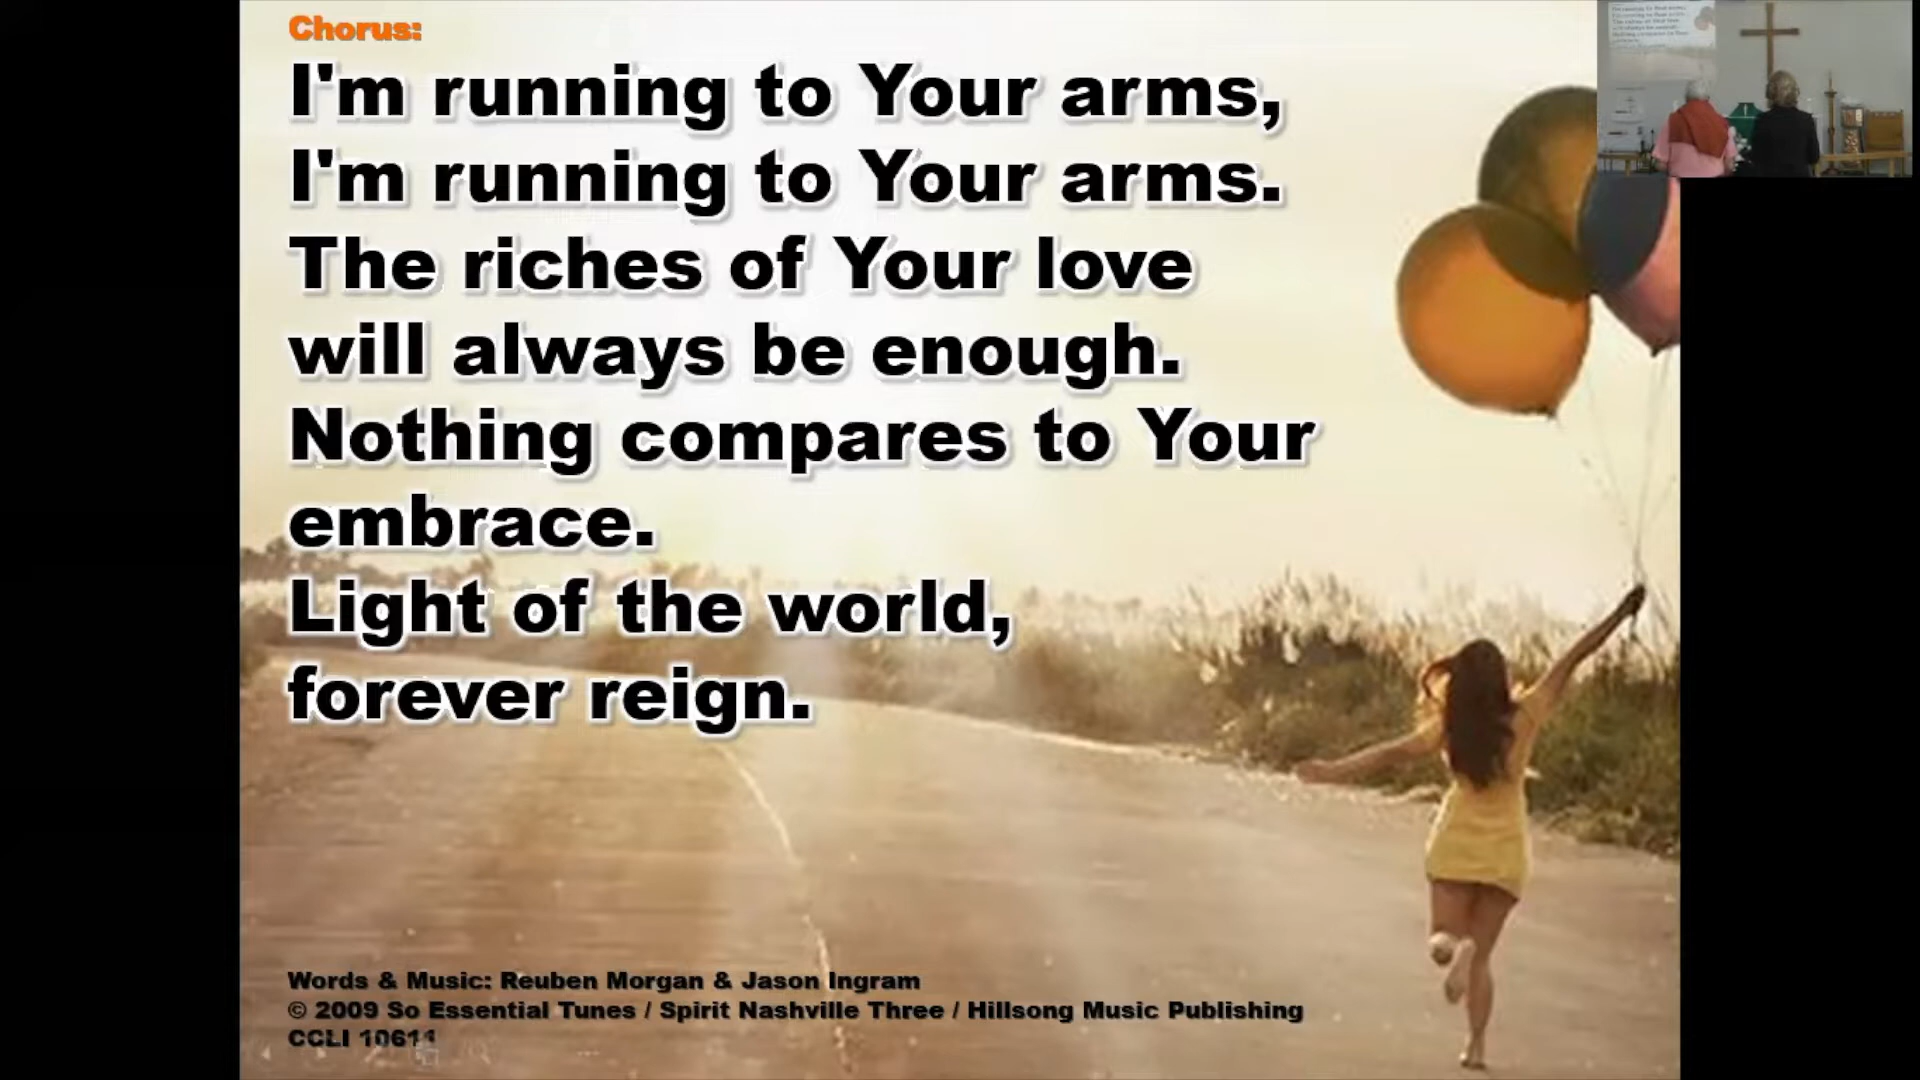 Chorus:
I'm running to Your arms,
I'm running to Your arms.
The riches of Your love
will always be enough.
Nothing compares to Your
embrace.
Light of the world,
forever reign.
Words & Music: Reuben Morgan & Jason Ingram
© 2009 So Essential Tunes / Spirit Nashville Three / Hillsong Music Publishing
CCLI 10611